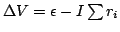 ΔV = ϵ − I ∑ rᵢ